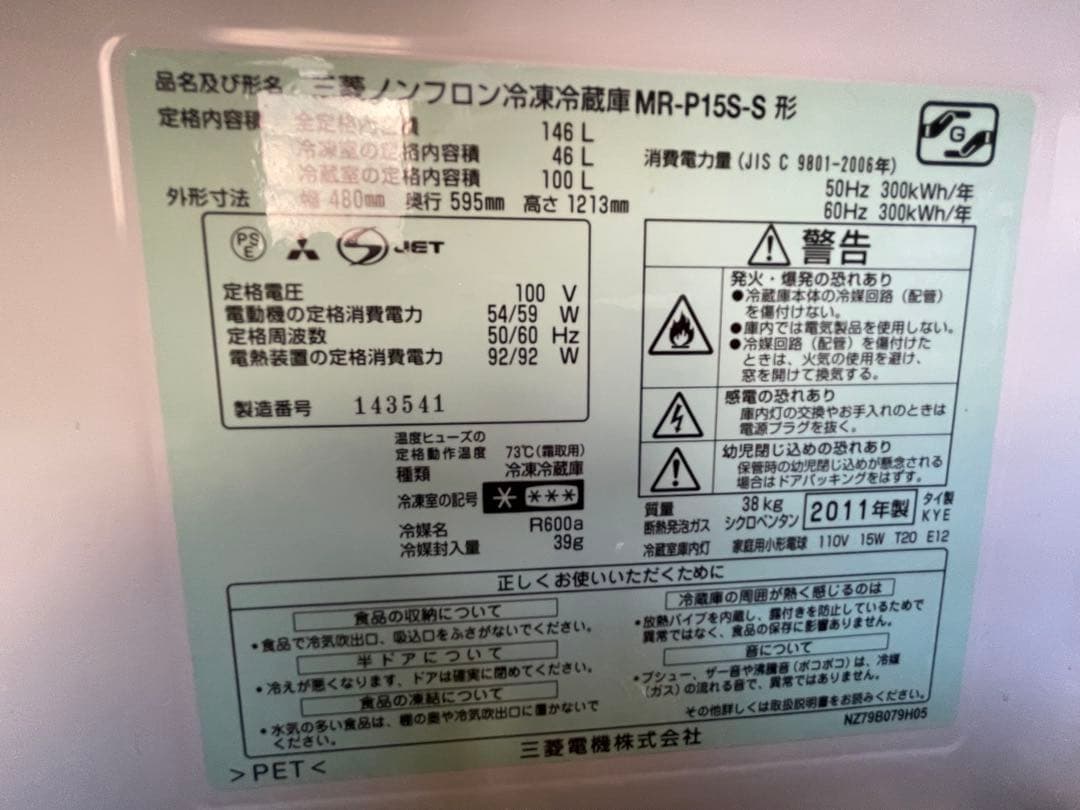 品名及び形名 三菱ノンフロン冷凍冷蔵庫 MR-P15S-S 形
定格内容積 全定格内容積 146 L
冷凍室の定格内容積 46 L
冷蔵室の定格内容積 100 L
外形寸法 幅 480mm 奥行 595mm 高さ 1213mm
G
消費電力量 (JIS C 9801-2006年)
50Hz 300kWh/年
60Hz 300kWh/年
PS
E
S JET
定格電圧 100 V
電動機の定格消費電力 54/59 W
定格周波数 50/60 Hz
電熱装置の定格消費電力 92/92 W
製造番号 143541
温度ヒューズの
定格動作温度 73℃(霜取用)
種類 冷凍冷蔵庫
冷凍室の記号 * ***
冷媒名 R600a
冷媒封入量 39g
警告
発火・爆発の恐れあり
●冷蔵庫本体の冷媒回路(配管)
を傷付けない。
●庫内では電気製品を使用しない。
●冷媒回路(配管)を傷付けた
ときは、火気の使用を避け、
窓を開けて換気する。
感電の恐れあり
庫内灯の交換やお手入れのときは
電源プラグを抜く。
幼児閉じ込めの恐れあり
保管時の幼児閉じ込めが懸念される
場合はドアパッキングをはずす。
質量 38kg
断熱発泡ガス シクロペンタン
2011年製
タイ製
KYE
冷蔵室庫内灯 家庭用小形電球 110V 15W T20 E12
正しくお使いいただくために
食品の収納について
・食品で冷気吹出口、吸込口をふさがないでください。
半ドアについて
・冷えが悪くなります、ドアは確実に閉めてください。
食品の凍結について
・水気の多い食品は、棚の奥や冷気吹出口に置かないで
ください。
冷蔵庫の周囲が熱く感じるのは
・放熱パイプを内蔵し、露付きを防止しているためで
異常ではなく、食品の保存に影響ありません。
音について
・プシュー、ザー音や沸騰音(ボコボコ)は、冷媒
(ガス)の流れる音で、異常ではありません。
その他詳しくは取扱説明書をお読みください。
NZ79B079H05
三菱電機株式会社
>PET<